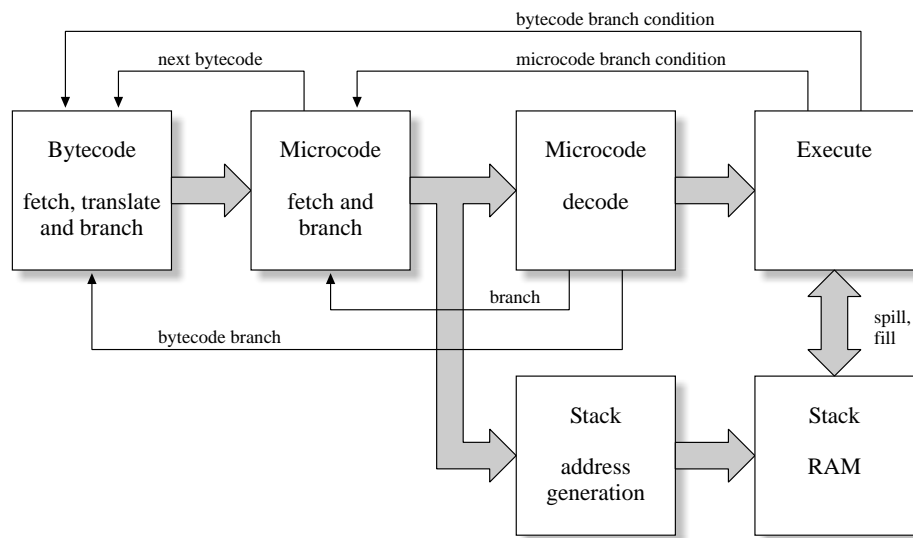 bytecode branch condition
next bytecode
microcode branch condition
Bytecode
fetch, translate
and branch
Microcode
fetch and
branch
Microcode
decode
Execute
branch
bytecode branch
spill,
fill
Stack
address
generation
Stack
RAM